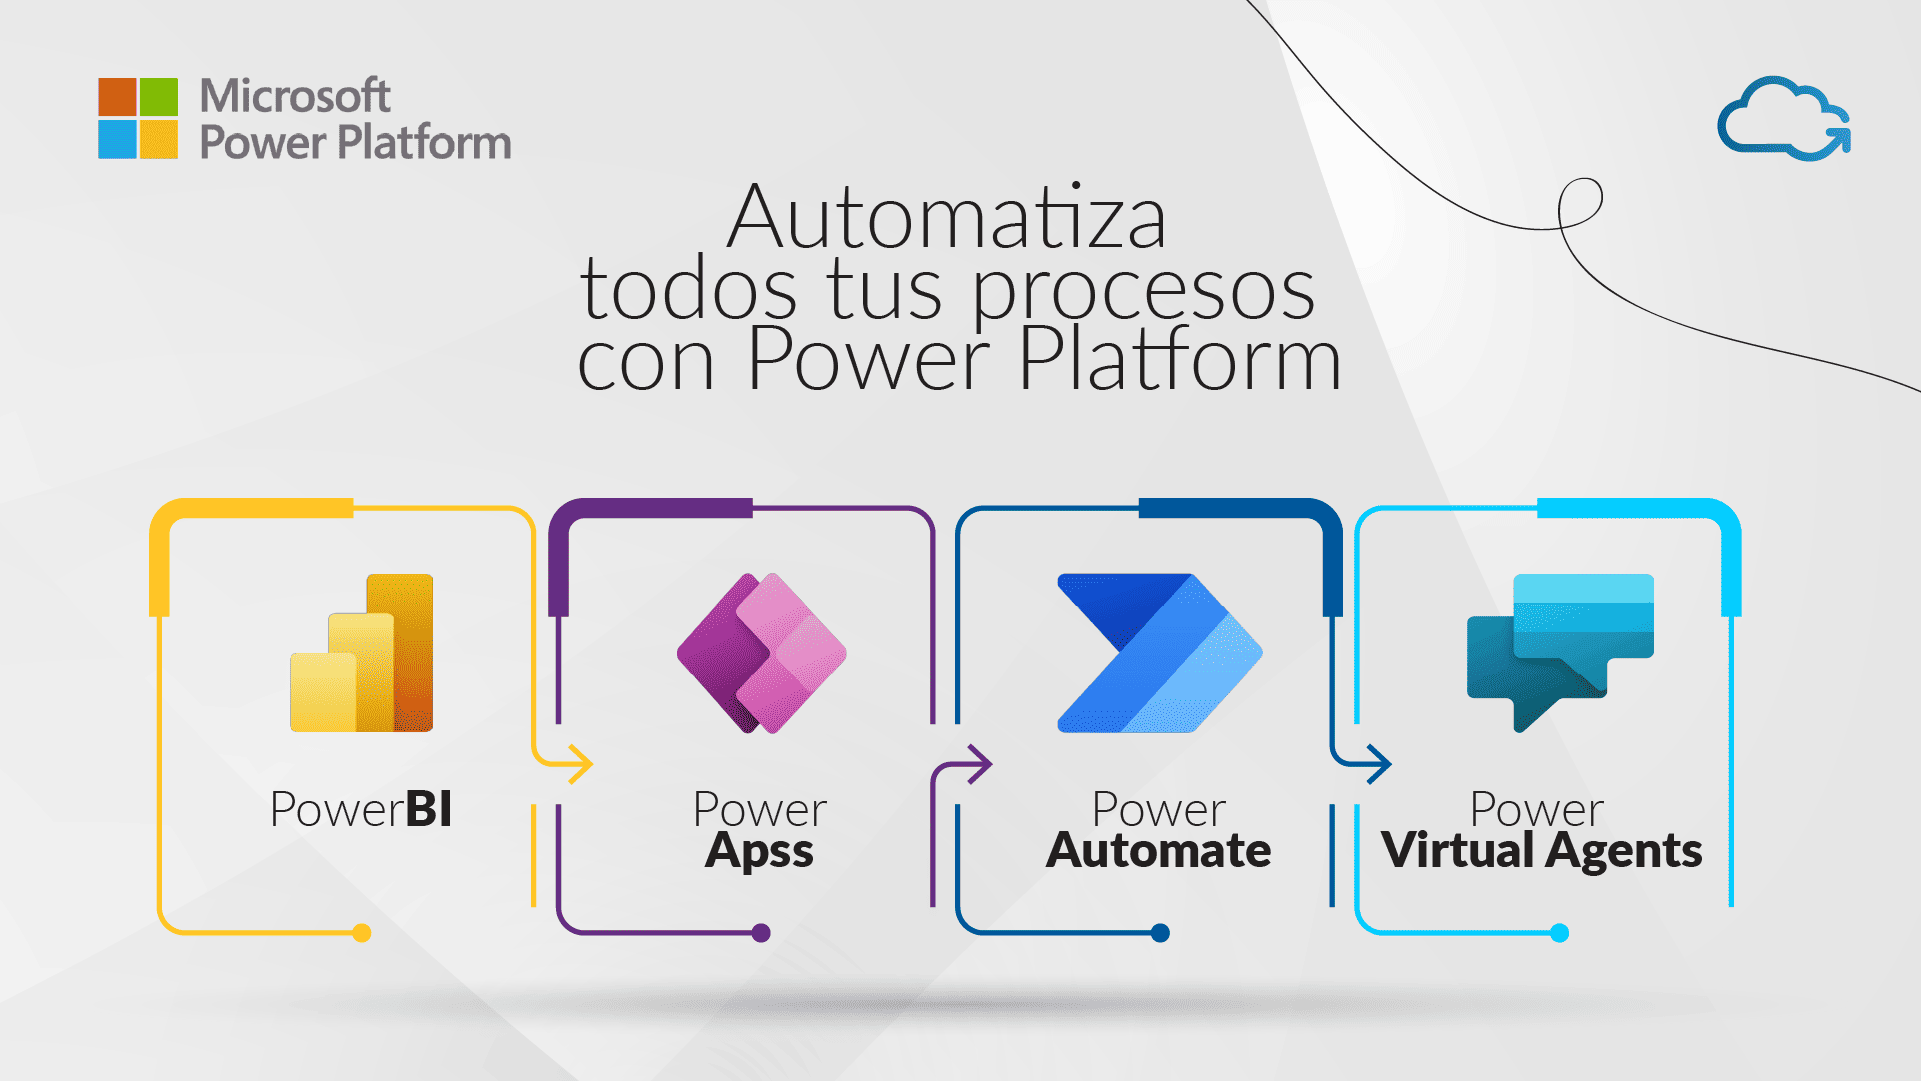 Microsoft
Power Platform
Automatiza
todos tus procesos
con Power Platform
PowerBI
Power
Apss
Power
Automate
Power
Virtual Agents